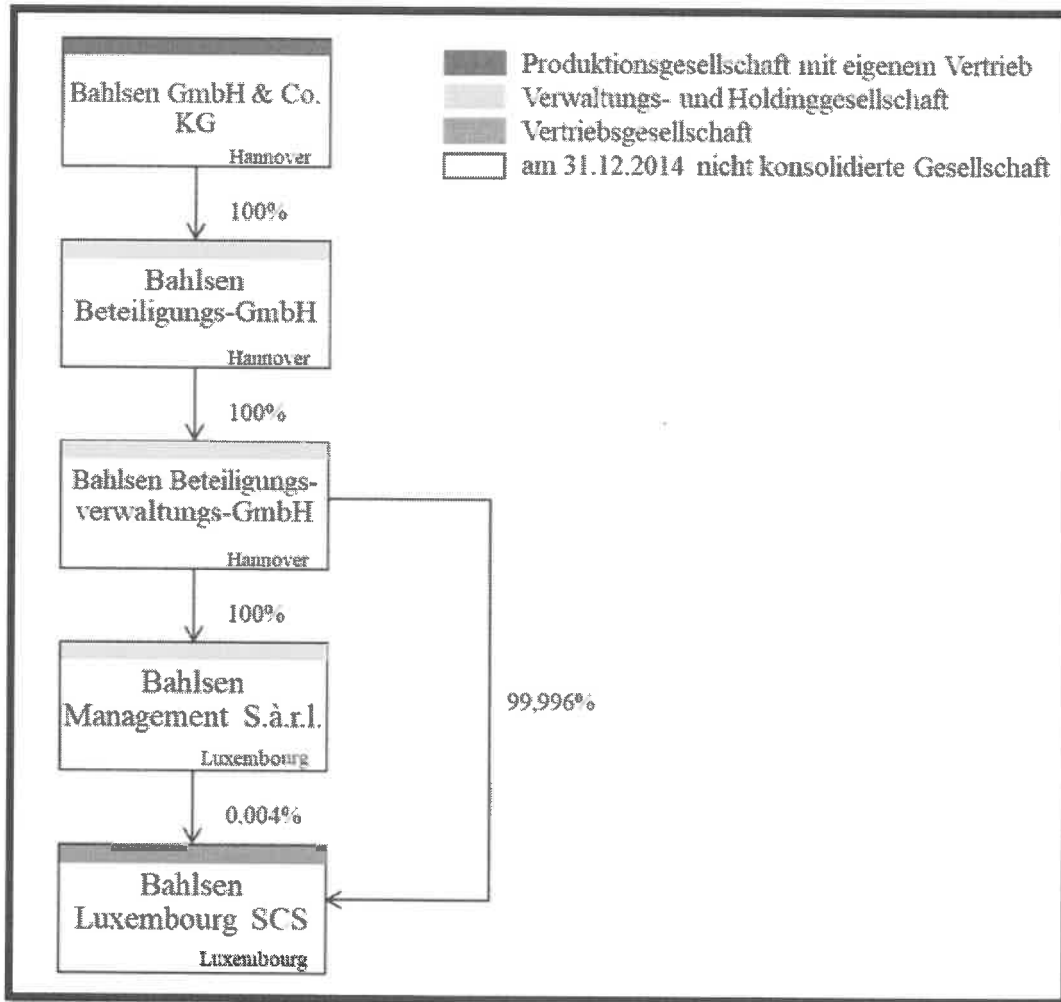 Bahlsen GmbH & Co.
KG
Hannover
Produktionsgesellschaft mit eigenem Vertrieb
Verwaltungs- und Holdinggesellschaft
Vertriebsgesellschaft
am 31.12.2014 nicht konsolidierte Gesellschaft
100%
Bahlsen
Beteiligungs-GmbH
Hannover
100%
Bahlsen Beteiligungs-
verwaltungs-GmbH
Hannover
100%
Bahlsen
Management S.à.r.l.
Luxembourg
99,996%
0,004%
Bahlsen
Luxembourg SCS
Luxembourg